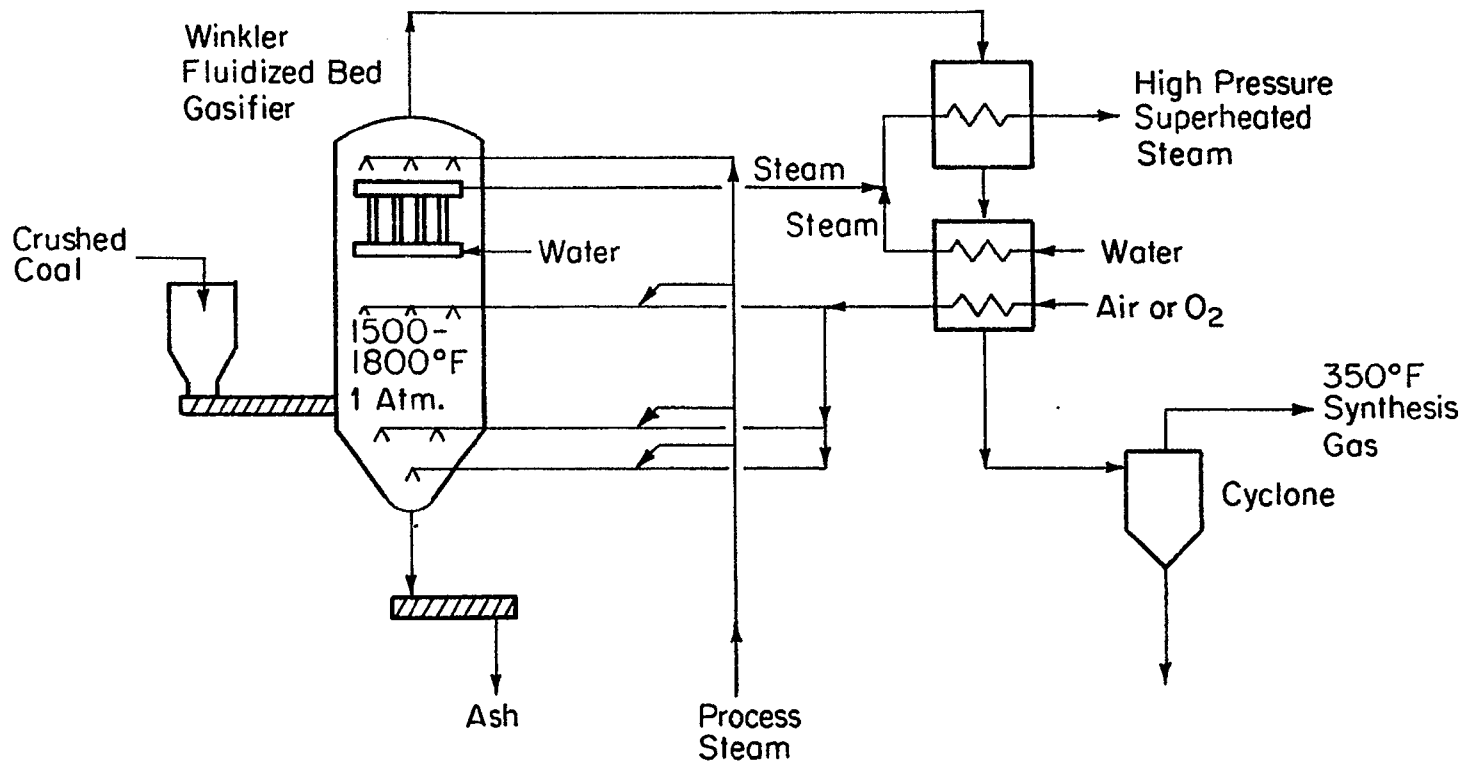 Winkler
Fluidized Bed
Gasifier
High Pressure
Superheated
Steam
Steam
Steam
Crushed
Coal
Water
Water
Air or O₂
1500-
1800°F
1 Atm.
350°F
Synthesis
Gas
Cyclone
Ash
Process
Steam